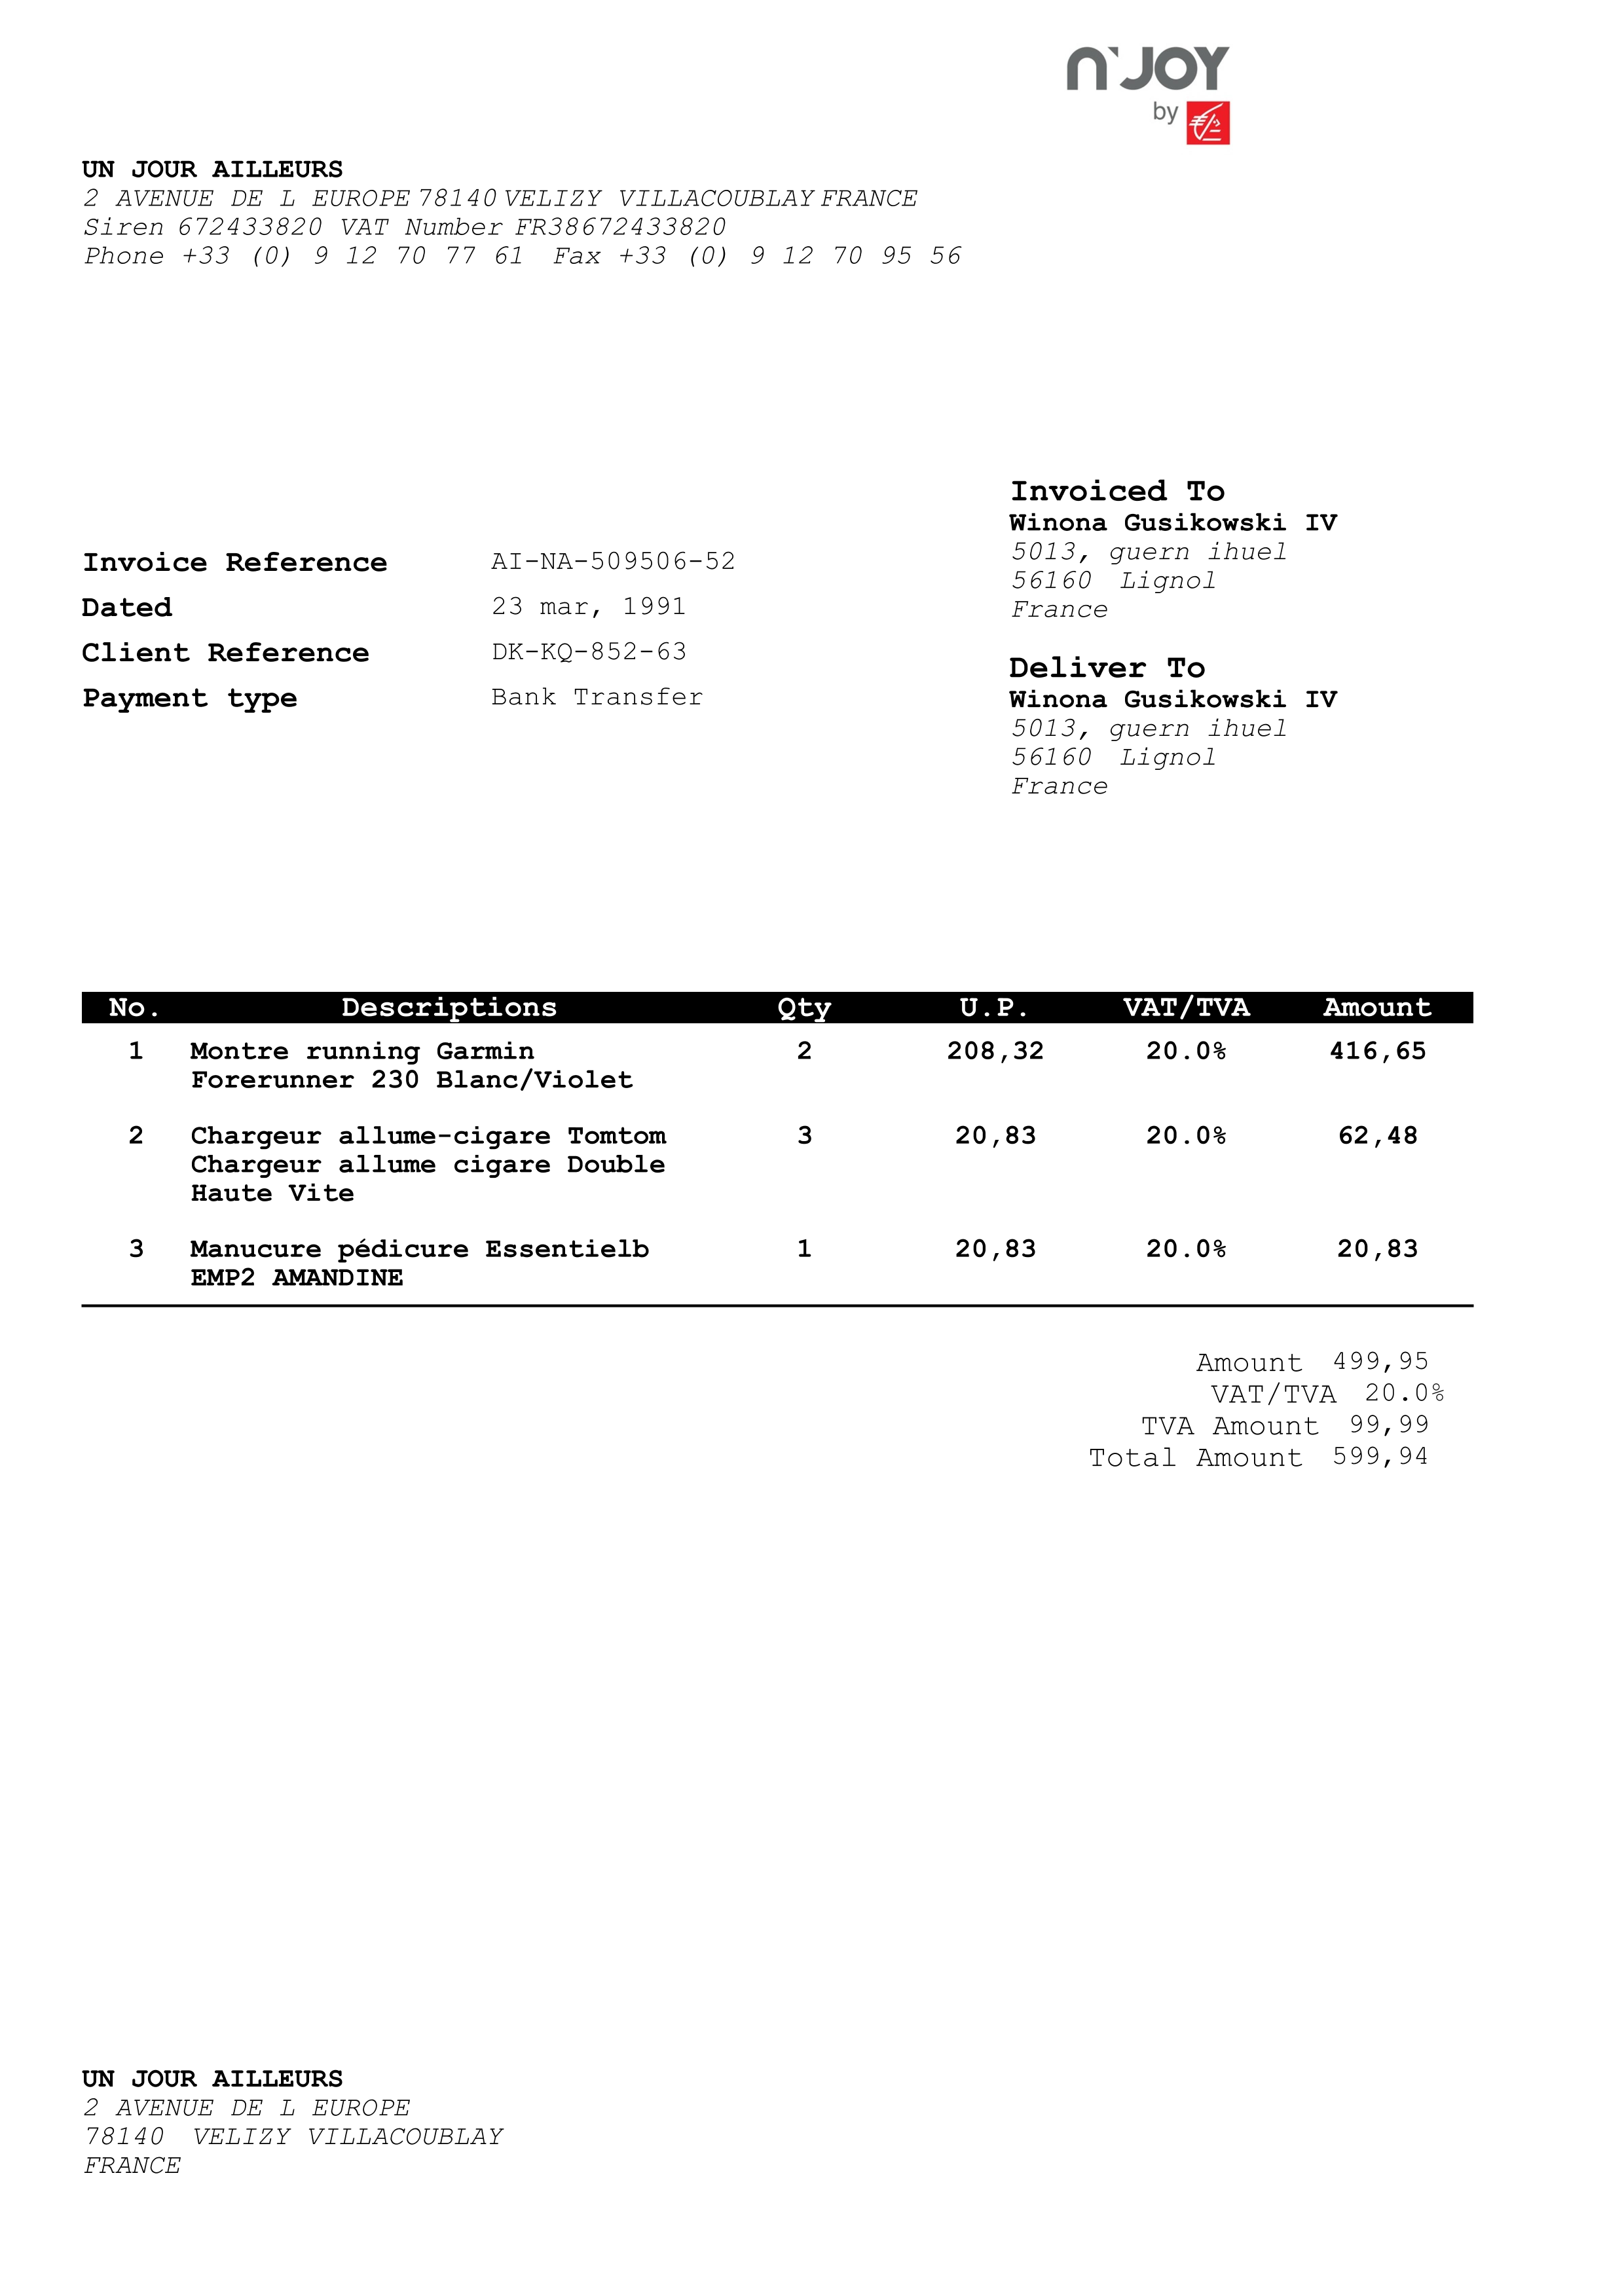 n'JOY
by
UN JOUR AILLEURS
2 AVENUE DE L EUROPE 78140 VELIZY VILLACOUBLAY FRANCE
Siren 672433820 VAT Number FR38672433820
Phone +33 (0) 9 12 70 77 61 Fax +33 (0) 9 12 70 95 56
Invoice Reference AI-NA-509506-52
Dated 23 mar, 1991
Client Reference DK-KQ-852-63
Payment type Bank Transfer
Invoiced To
Winona Gusikowski IV
5013, guern ihuel
56160 Lignol
France
Deliver To
Winona Gusikowski IV
5013, guern ihuel
56160 Lignol
France
No. Descriptions Qty U.P. VAT/TVA Amount
1 Montre running Garmin 2 208,32 20.0% 416,65
Forerunner 230 Blanc/Violet
2 Chargeur allume-cigare Tomtom 3 20,83 20.0% 62,48
Chargeur allume cigare Double
Haute Vite
3 Manucure pédicure Essentielb 1 20,83 20.0% 20,83
EMP2 AMANDINE
Amount 499,95
VAT/TVA 20.0%
TVA Amount 99,99
Total Amount 599,94
UN JOUR AILLEURS
2 AVENUE DE L EUROPE
78140 VELIZY VILLACOUBLAY
FRANCE